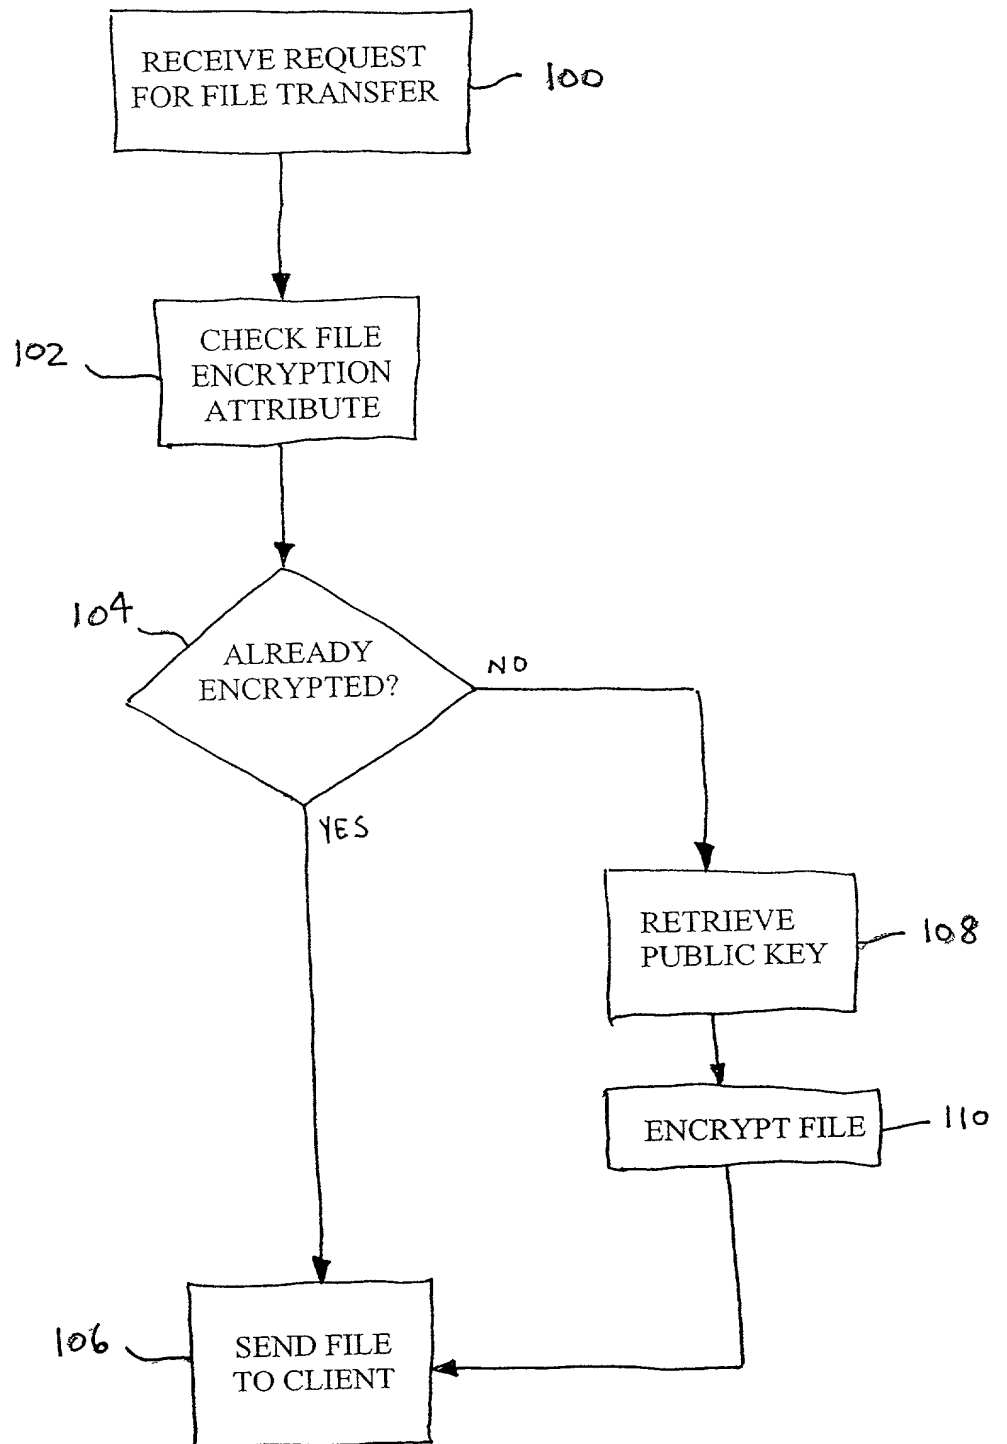 RECEIVE REQUEST
FOR FILE TRANSFER
100
CHECK FILE
ENCRYPTION
ATTRIBUTE
102
104
ALREADY
ENCRYPTED?
NO
YES
RETRIEVE
PUBLIC KEY
108
ENCRYPT FILE
110
106
SEND FILE
TO CLIENT